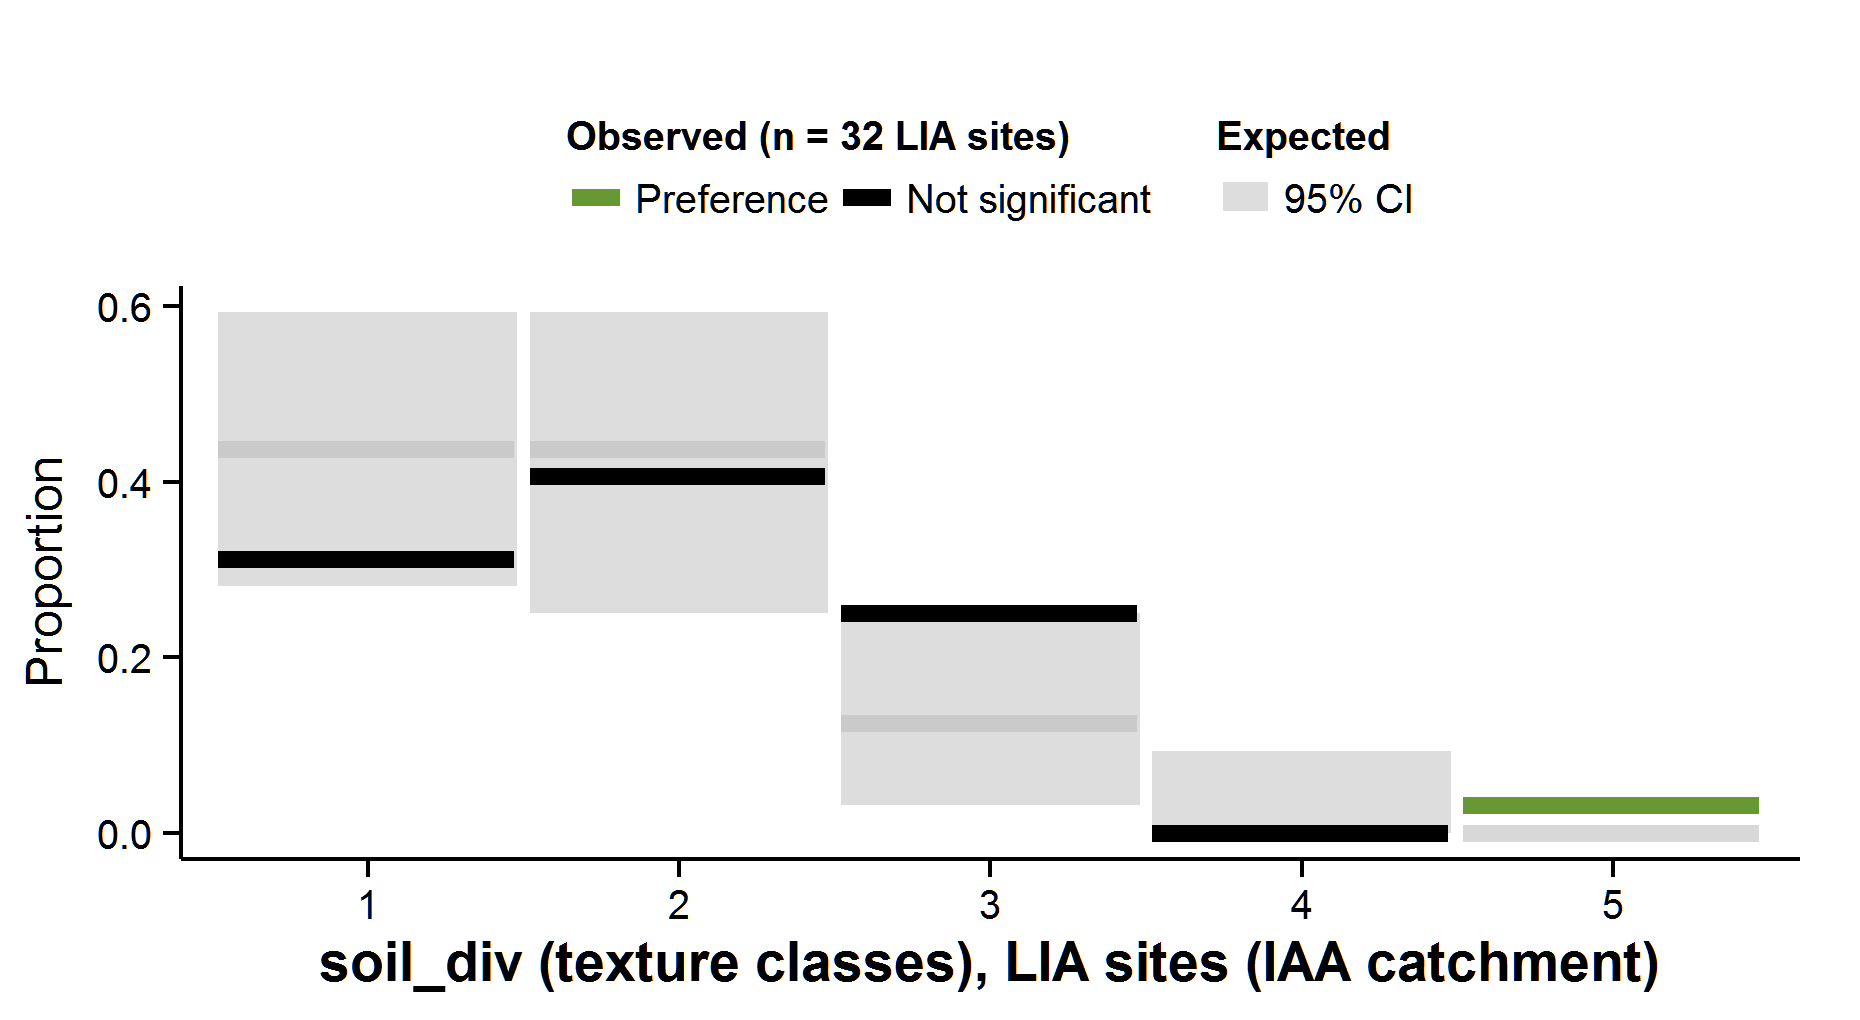 Observed (n = 32 LIA sites) Expected
Preference Not significant 95% CI
0.6
0.4
0.2
0.0
Proportion
1 2 3 4 5
soil_div (texture classes), LIA sites (IAA catchment)